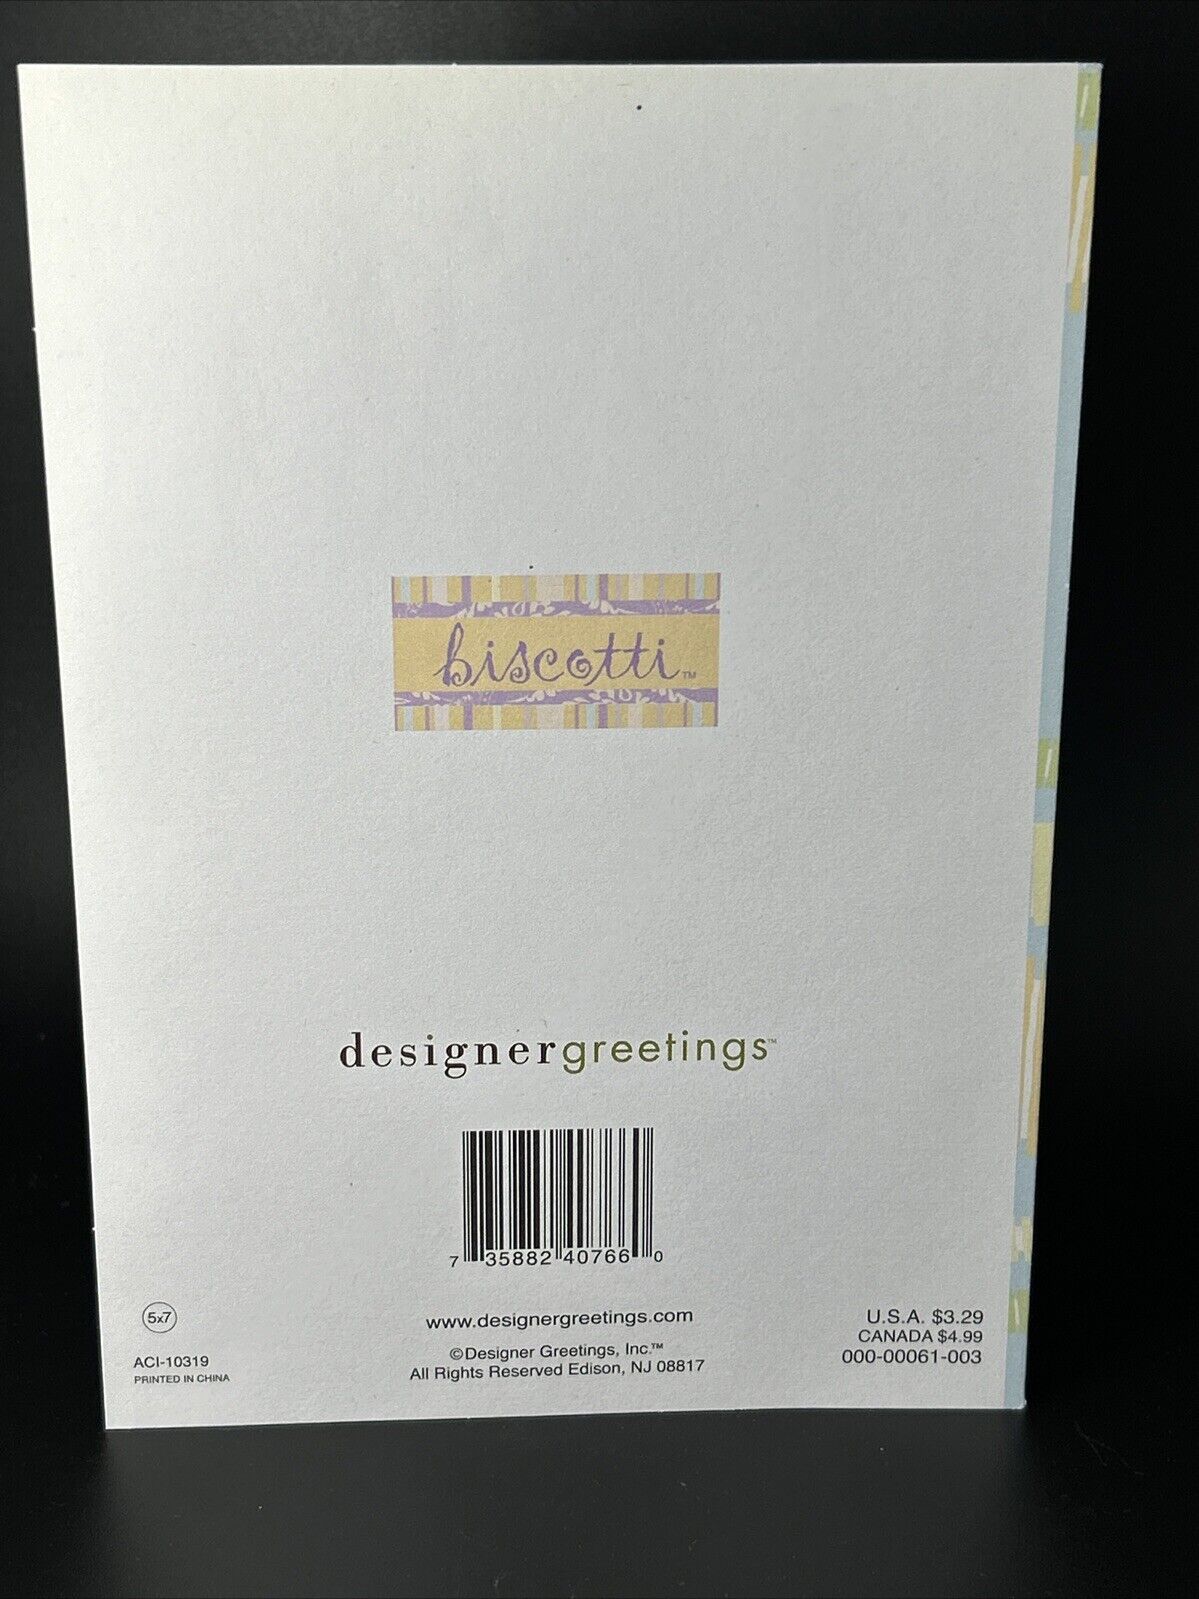 biscotti™
designergreetings™
7 35882 40766 0
5x7
www.designergreetings.com
U.S.A. $3.29
CANADA $4.99
ACI-10319
©Designer Greetings, Inc.™
000-00061-003
PRINTED IN CHINA
All Rights Reserved Edison, NJ 08817